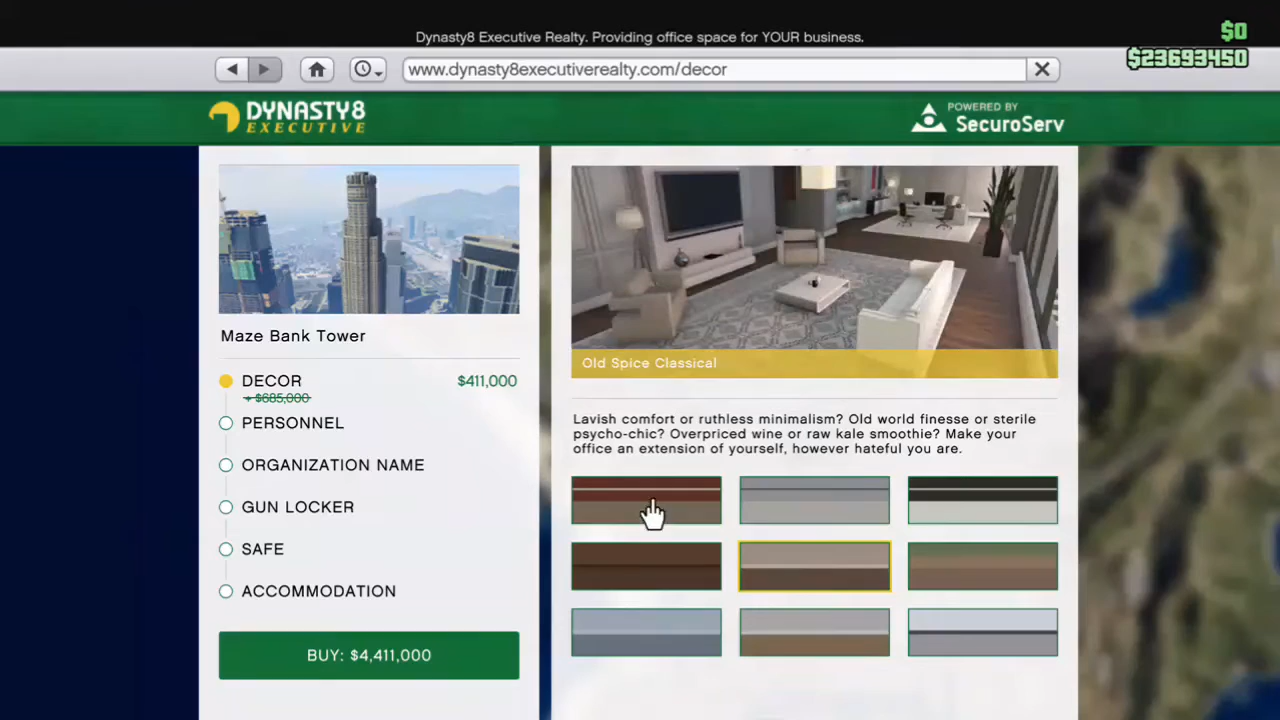 Dynasty8 Executive Realty. Providing office space for YOUR business.
$0
$23693450
www.dynasty8executiverealty.com/decor
DYNASTY 8
EXECUTIVE
POWERED BY
SecuroServ
Maze Bank Tower
DECOR $411,000
+ $685,000
PERSONNEL
ORGANIZATION NAME
GUN LOCKER
SAFE
ACCOMMODATION
BUY: $4,411,000
Old Spice Classical
Lavish comfort or ruthless minimalism? Old world finesse or sterile
psycho-chic? Overpriced wine or raw kale smoothie? Make your
office an extension of yourself, however hateful you are.